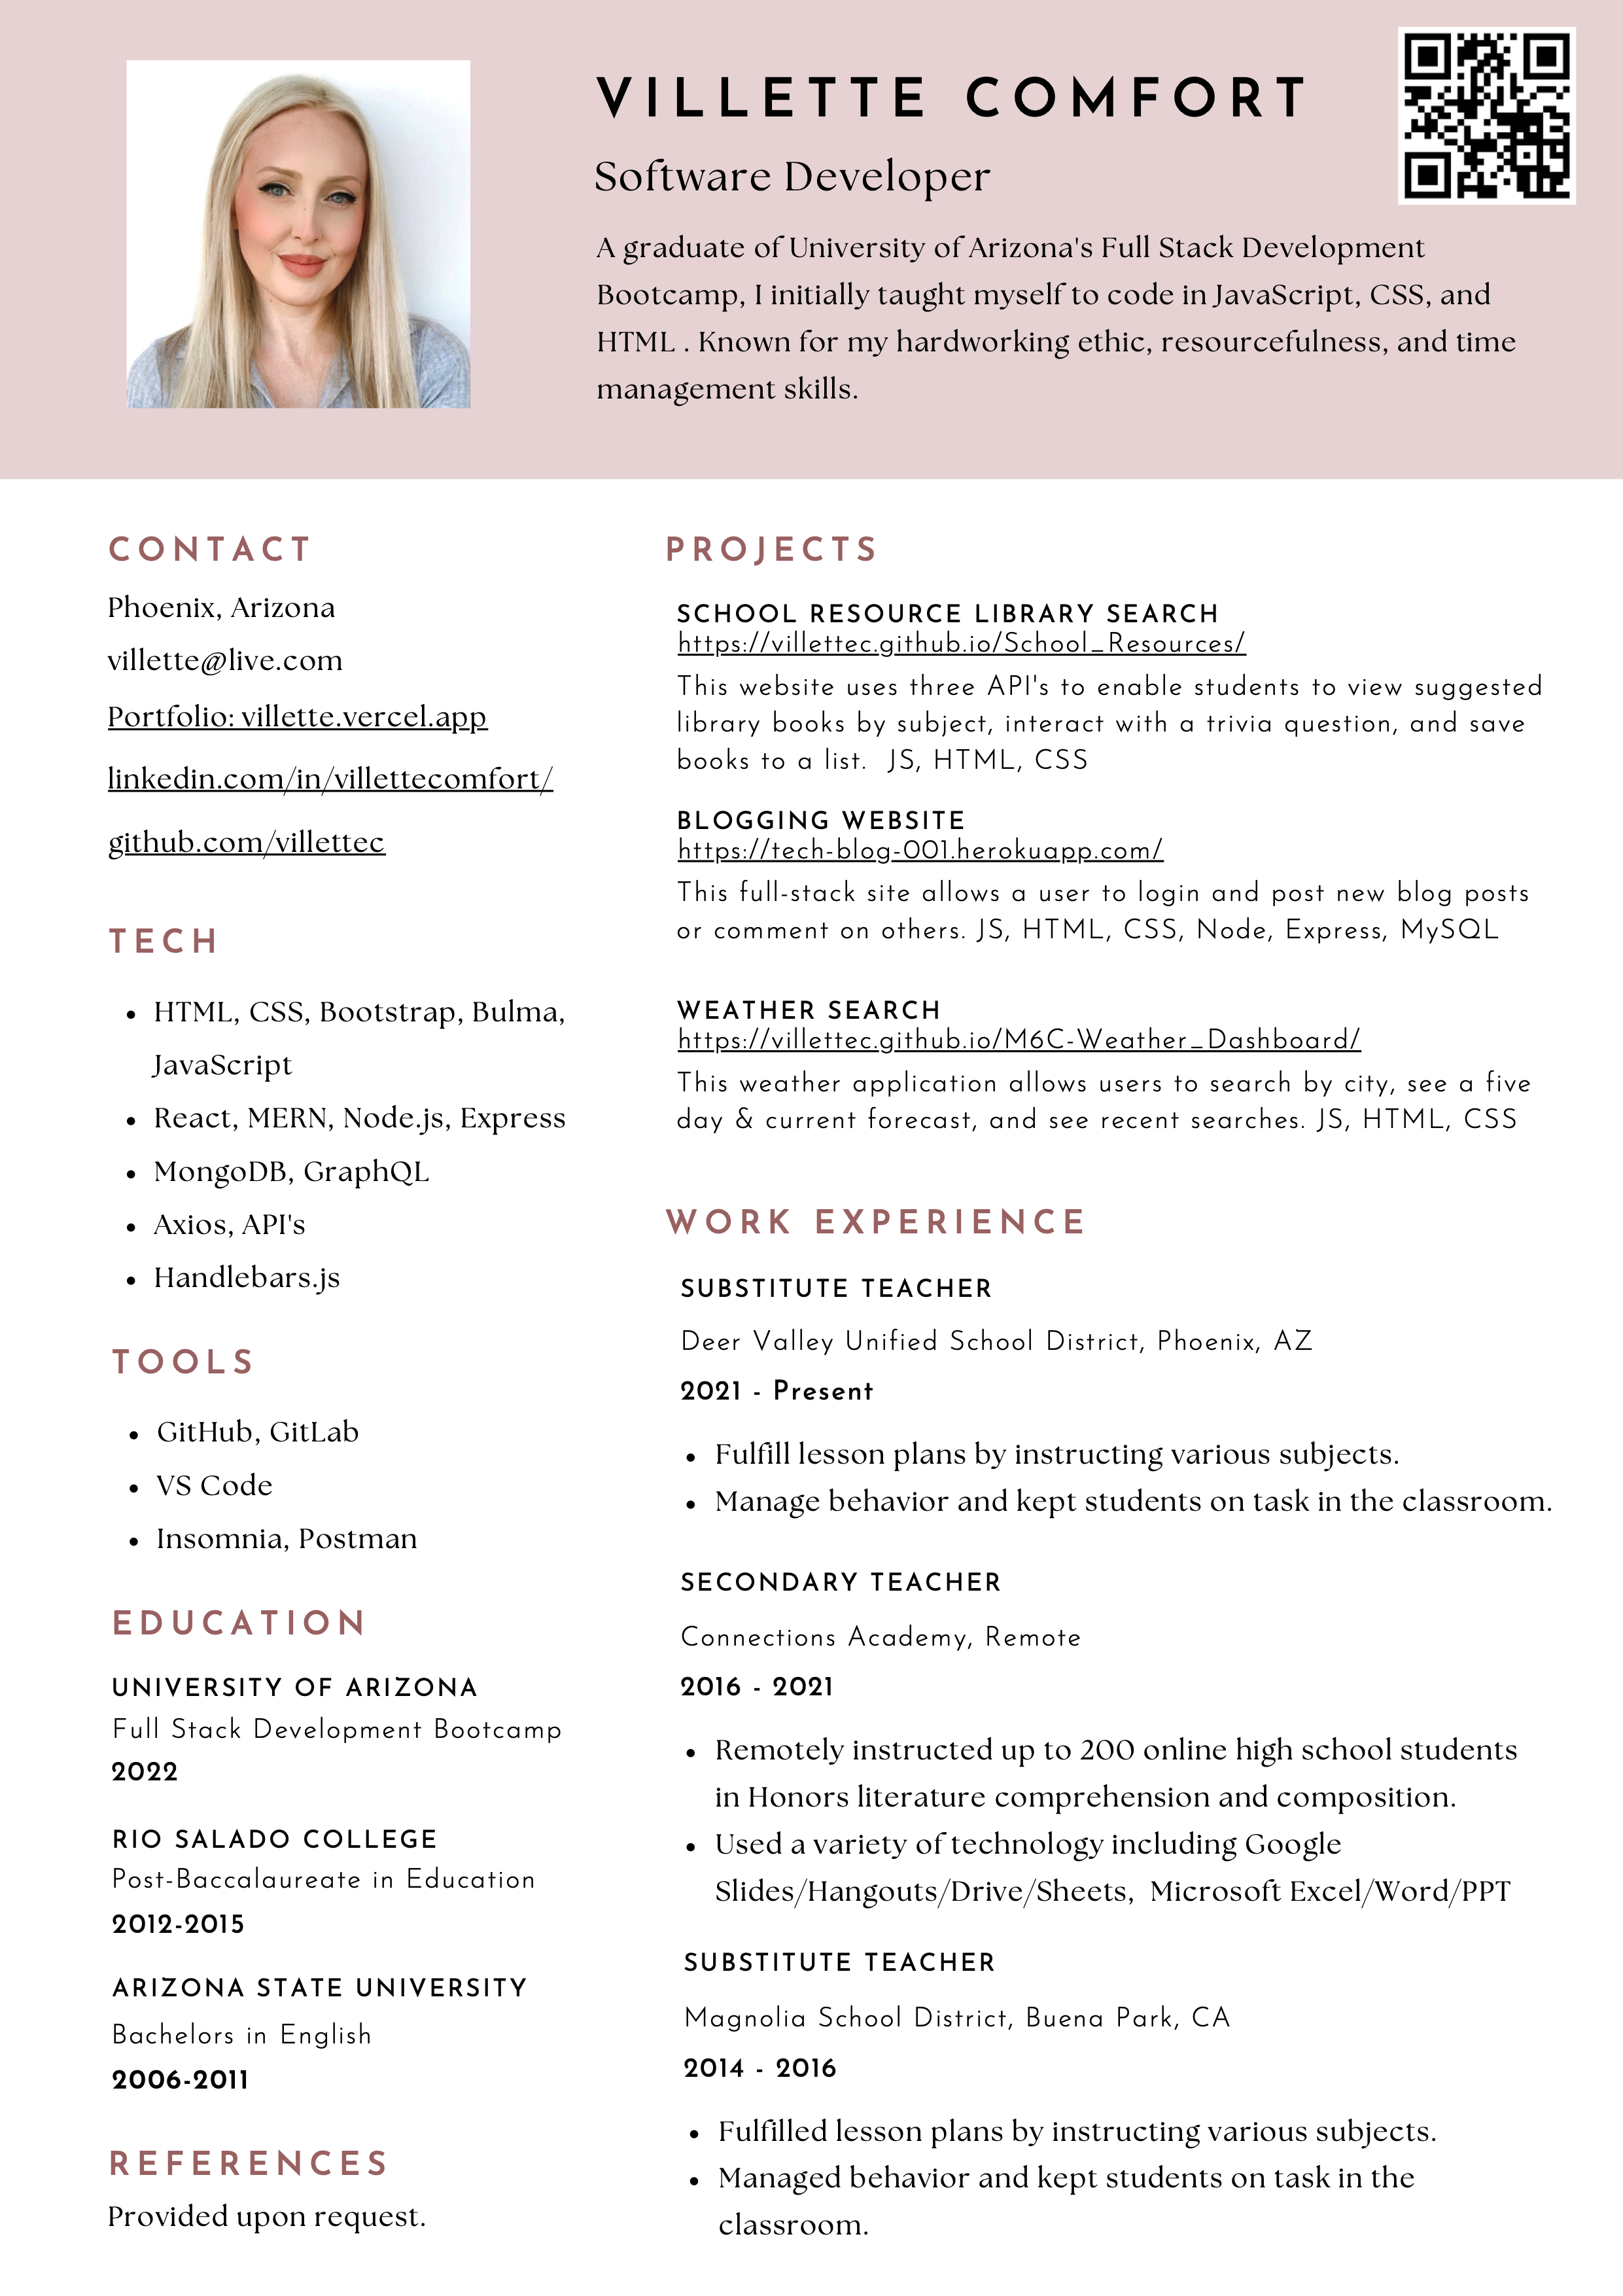 VILLETTE COMFORT
Software Developer
A graduate of University of Arizona's Full Stack Development
Bootcamp, I initially taught myself to code in JavaScript, CSS, and
HTML . Known for my hardworking ethic, resourcefulness, and time
management skills.
CONTACT
Phoenix, Arizona
villette@live.com
Portfolio: villette.vercel.app
linkedin.com/in/villettecomfort/
github.com/villettec
TECH
• HTML, CSS, Bootstrap, Bulma,
JavaScript
• React, MERN, Node.js, Express
• MongoDB, GraphQL
• Axios, API's
• Handlebars.js
TOOLS
• GitHub, GitLab
• VS Code
• Insomnia, Postman
EDUCATION
UNIVERSITY OF ARIZONA
Full Stack Development Bootcamp
2022
RIO SALADO COLLEGE
Post-Baccalaureate in Education
2012-2015
ARIZONA STATE UNIVERSITY
Bachelors in English
2006-2011
REFERENCES
Provided upon request.
PROJECTS
SCHOOL RESOURCE LIBRARY SEARCH
https://villettec.github.io/School_Resources/
This website uses three API's to enable students to view suggested
library books by subject, interact with a trivia question, and save
books to a list.  JS, HTML, CSS
BLOGGING WEBSITE
https://tech-blog-001.herokuapp.com/
This full-stack site allows a user to login and post new blog posts
or comment on others. JS, HTML, CSS, Node, Express, MySQL
WEATHER SEARCH
https://villettec.github.io/M6C-Weather_Dashboard/
This weather application allows users to search by city, see a five
day & current forecast, and see recent searches. JS, HTML, CSS
WORK EXPERIENCE
SUBSTITUTE TEACHER
Deer Valley Unified School District, Phoenix, AZ
2021 - Present
• Fulfill lesson plans by instructing various subjects.
• Manage behavior and kept students on task in the classroom.
SECONDARY TEACHER
Connections Academy, Remote
2016 - 2021
• Remotely instructed up to 200 online high school students
in Honors literature comprehension and composition.
• Used a variety of technology including Google
Slides/Hangouts/Drive/Sheets,  Microsoft Excel/Word/PPT
SUBSTITUTE TEACHER
Magnolia School District, Buena Park, CA
2014 - 2016
• Fulfilled lesson plans by instructing various subjects.
• Managed behavior and kept students on task in the
classroom.